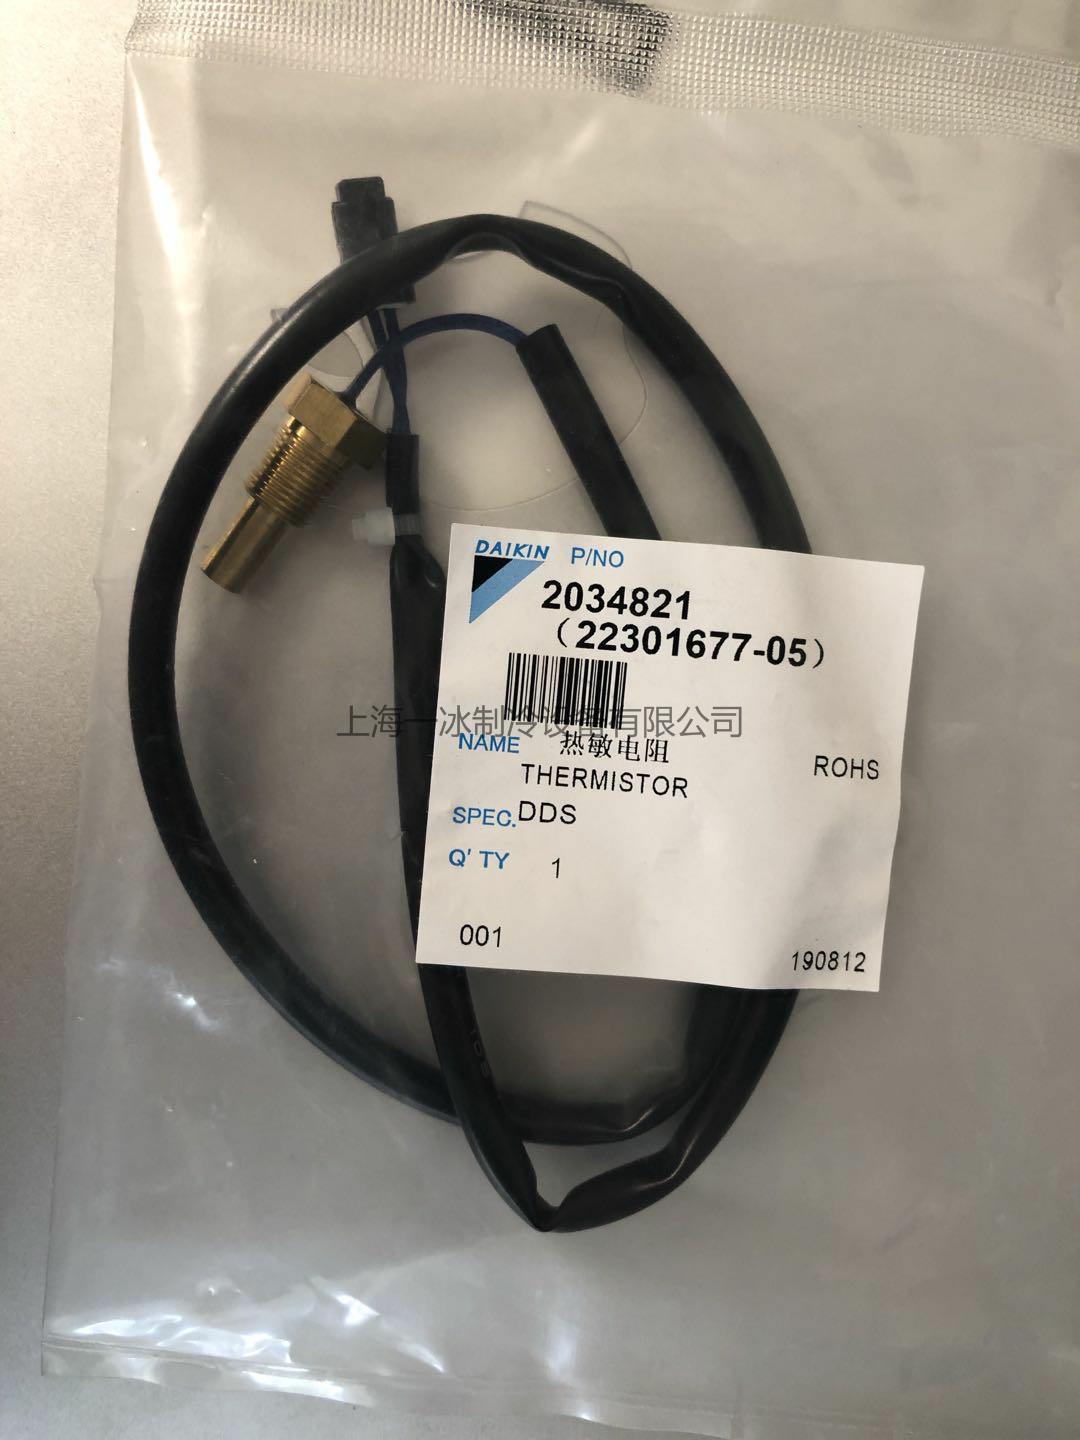 DAIKIN P/NO
2034821
（22301677-05）
上海一冰制冷设备有限公司
NAME 热敏电阻 ROHS
THERMISTOR
SPEC. DDS
Q' TY 1
001 190812